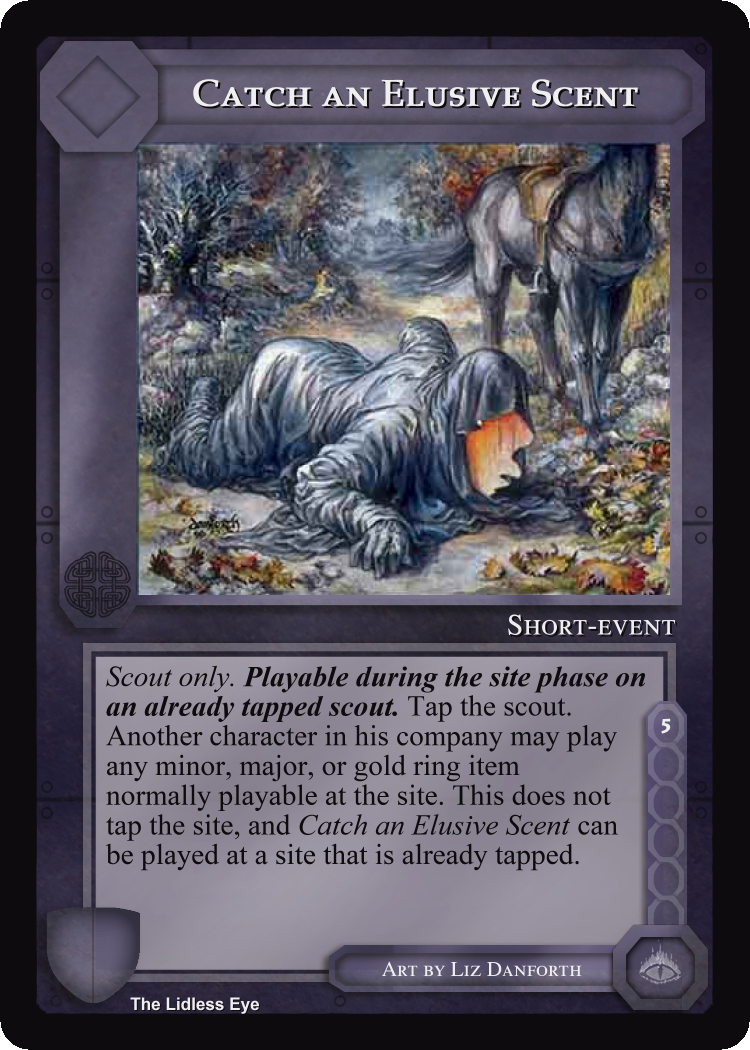 Catch an Elusive Scent
Danforth
Short-event
Scout only. Playable during the site phase on
an already tapped scout. Tap the scout.
Another character in his company may play
any minor, major, or gold ring item
normally playable at the site. This does not
tap the site, and Catch an Elusive Scent can
be played at a site that is already tapped.
5
Art by Liz Danforth
The Lidless Eye